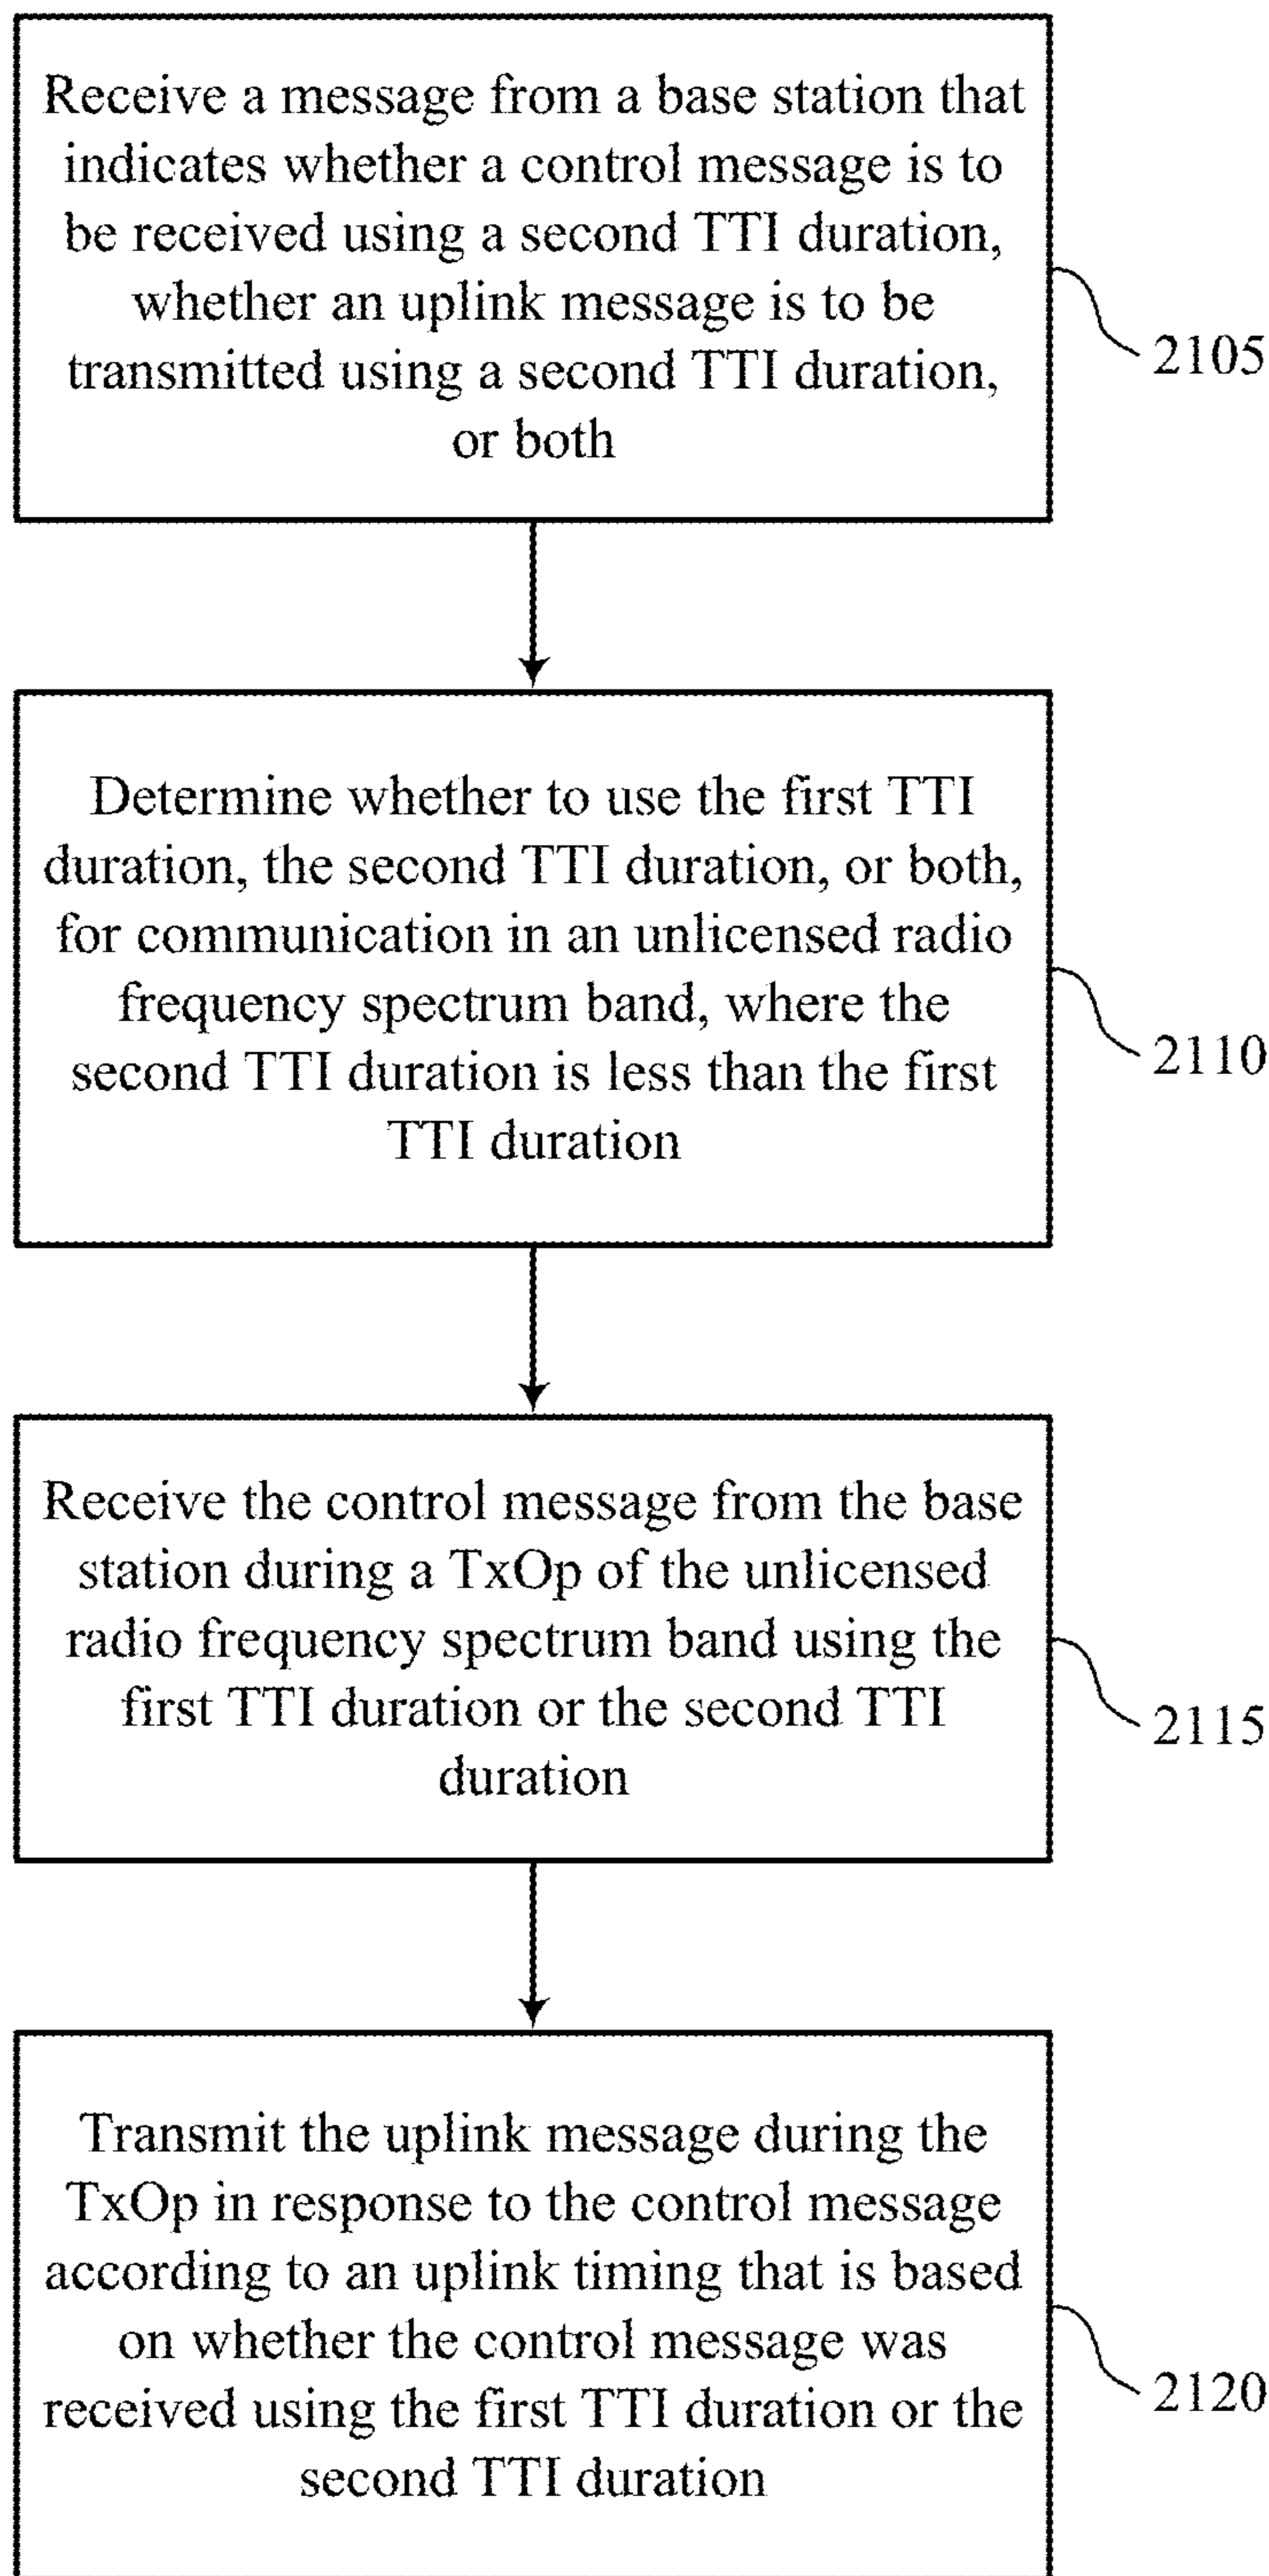 Receive a message from a base station that
indicates whether a control message is to
be received using a second TTI duration,
whether an uplink message is to be
transmitted using a second TTI duration,
or both
2105
Determine whether to use the first TTI
duration, the second TTI duration, or both,
for communication in an unlicensed radio
frequency spectrum band, where the
second TTI duration is less than the first
TTI duration
2110
Receive the control message from the base
station during a TxOp of the unlicensed
radio frequency spectrum band using the
first TTI duration or the second TTI
duration
2115
Transmit the uplink message during the
TxOp in response to the control message
according to an uplink timing that is based
on whether the control message was
received using the first TTI duration or the
second TTI duration
2120